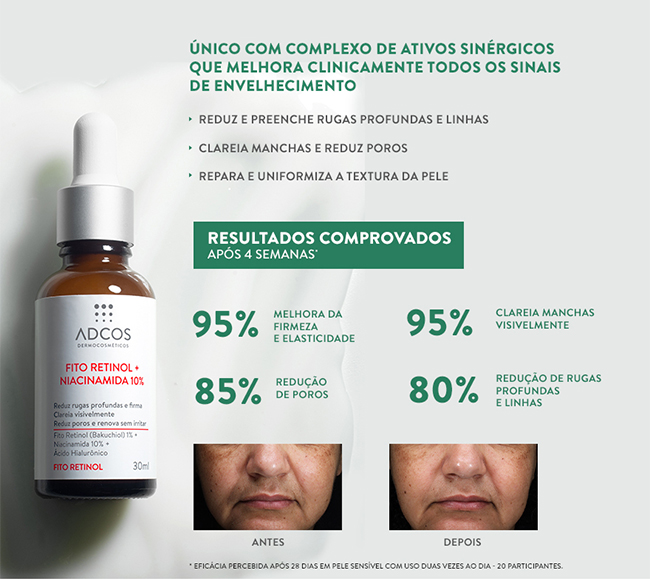 ÚNICO COM COMPLEXO DE ATIVOS SINÉRGICOS
QUE MELHORA CLINICAMENTE TODOS OS SINAIS
DE ENVELHECIMENTO
REDUZ E PREENCHE RUGAS PROFUNDAS E LINHAS
CLAREIA MANCHAS E REDUZ POROS
REPARA E UNIFORMIZA A TEXTURA DA PELE
RESULTADOS COMPROVADOS
APÓS 4 SEMANAS*
95%
MELHORA DA
FIRMEZA
E ELASTICIDADE
95%
CLAREIA MANCHAS
VISIVELMENTE
85%
REDUÇÃO
DE POROS
80%
REDUÇÃO DE RUGAS
PROFUNDAS
E LINHAS
ANTES
DEPOIS
* EFICÁCIA PERCEBIDA APÓS 28 DIAS EM PELE SENSÍVEL COM USO DUAS VEZES AO DIA - 20 PARTICIPANTES.
ADCOS
DERMOCOSMÉTICOS
FITO RETINOL +
NIACINAMIDA 10%
Reduz rugas profundas e firma
Clareia visivelmente
Reduz poros e renova sem irritar
Fito Retinol (Bakuchiol) 1% +
Niacinamida 10% +
Ácido Hialurônico
FITO RETINOL
30ml